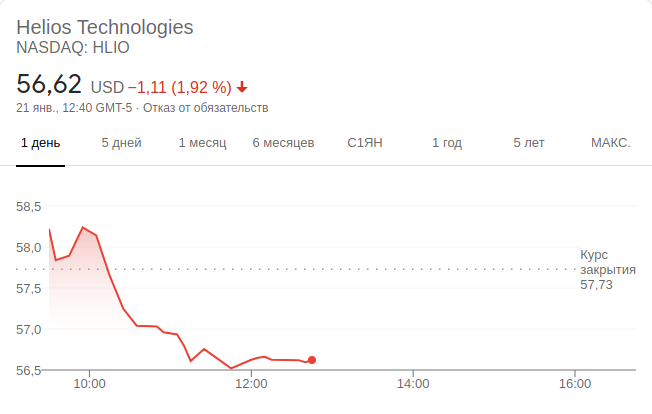 Helios Technologies
NASDAQ: HLIO
56,62 USD −1,11 (1,92 %)
21 янв., 12:40 GMT-5 · Отказ от обязательств
1 день 5 дней 1 месяц 6 месяцев С1ЯН 1 год 5 лет МАКС.
58,5
58,0
Курс
закрытия
57,73
57,5
57,0
56,5
10:00 12:00 14:00 16:00